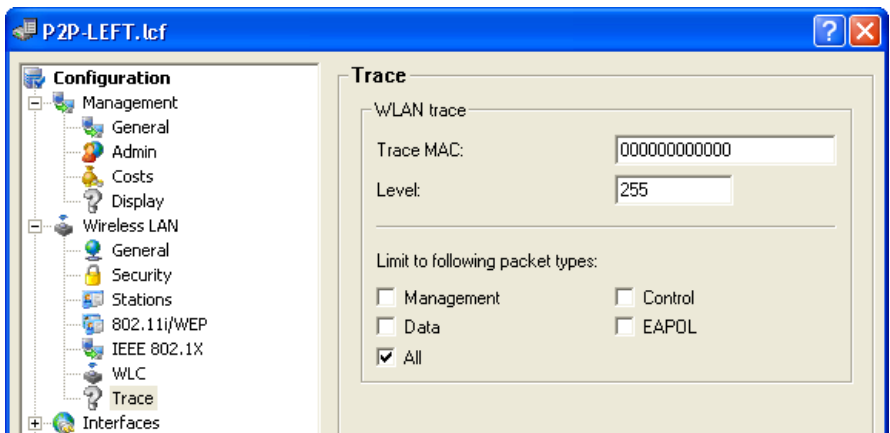 P2P-LEFT.lcf
Configuration
Management
General
Admin
Costs
Display
Wireless LAN
General
Security
Stations
802.11i/WEP
IEEE 802.1X
WLC
Trace
Interfaces
Trace
WLAN trace
Trace MAC: 000000000000
Level: 255
Limit to following packet types:
Management Control
Data EAPOL
All